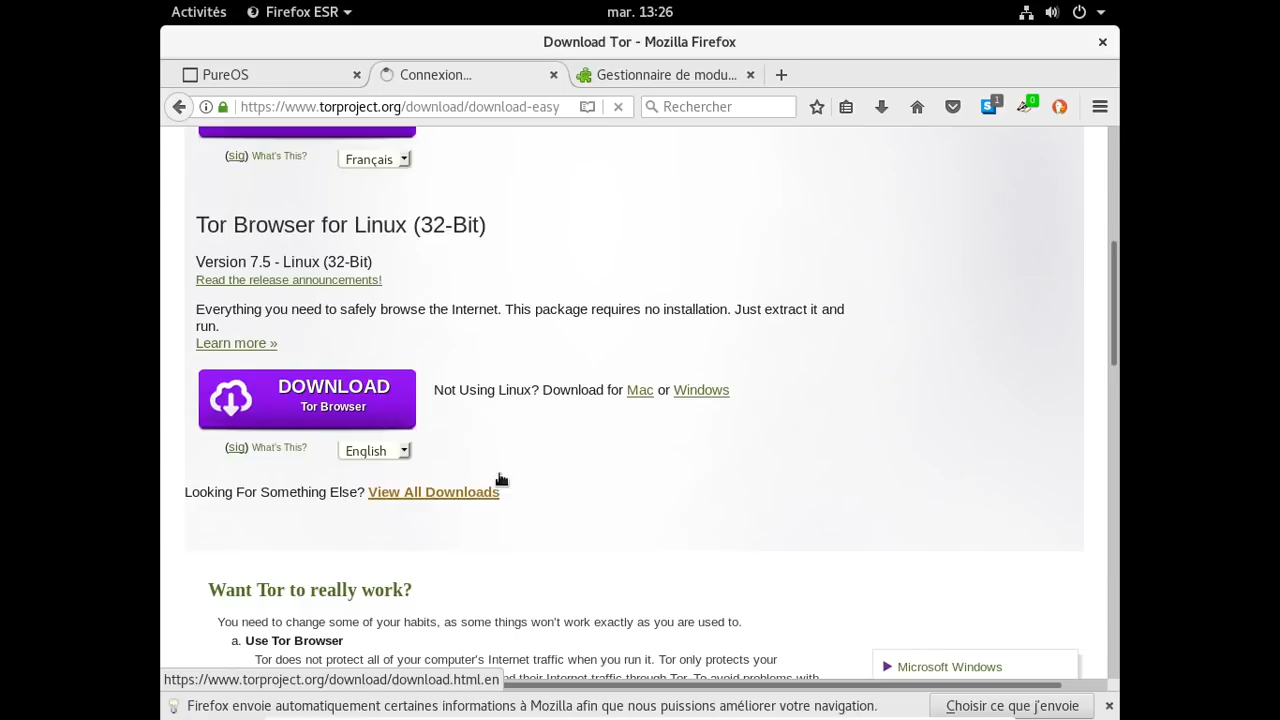 Activités Firefox ESR mar. 13:26
Download Tor - Mozilla Firefox
PureOS Connexion... Gestionnaire de modu...
https://www.torproject.org/download/download-easy Rechercher 1 0
(sig) What's This? Français
Tor Browser for Linux (32-Bit)
Version 7.5 - Linux (32-Bit)
Read the release announcements!
Everything you need to safely browse the Internet. This package requires no installation. Just extract it and
run.
Learn more »
DOWNLOAD
Tor Browser
Not Using Linux? Download for Mac or Windows
(sig) What's This? English
Looking For Something Else? View All Downloads
Want Tor to really work?
You need to change some of your habits, as some things won't work exactly as you are used to.
a. Use Tor Browser
Tor does not protect all of your computer's Internet traffic when you run it. Tor only protects your
Microsoft Windows
https://www.torproject.org/download/download.html.en
Firefox envoie automatiquement certaines informations à Mozilla afin que nous puissions améliorer votre navigation. Choisir ce que j'envoie